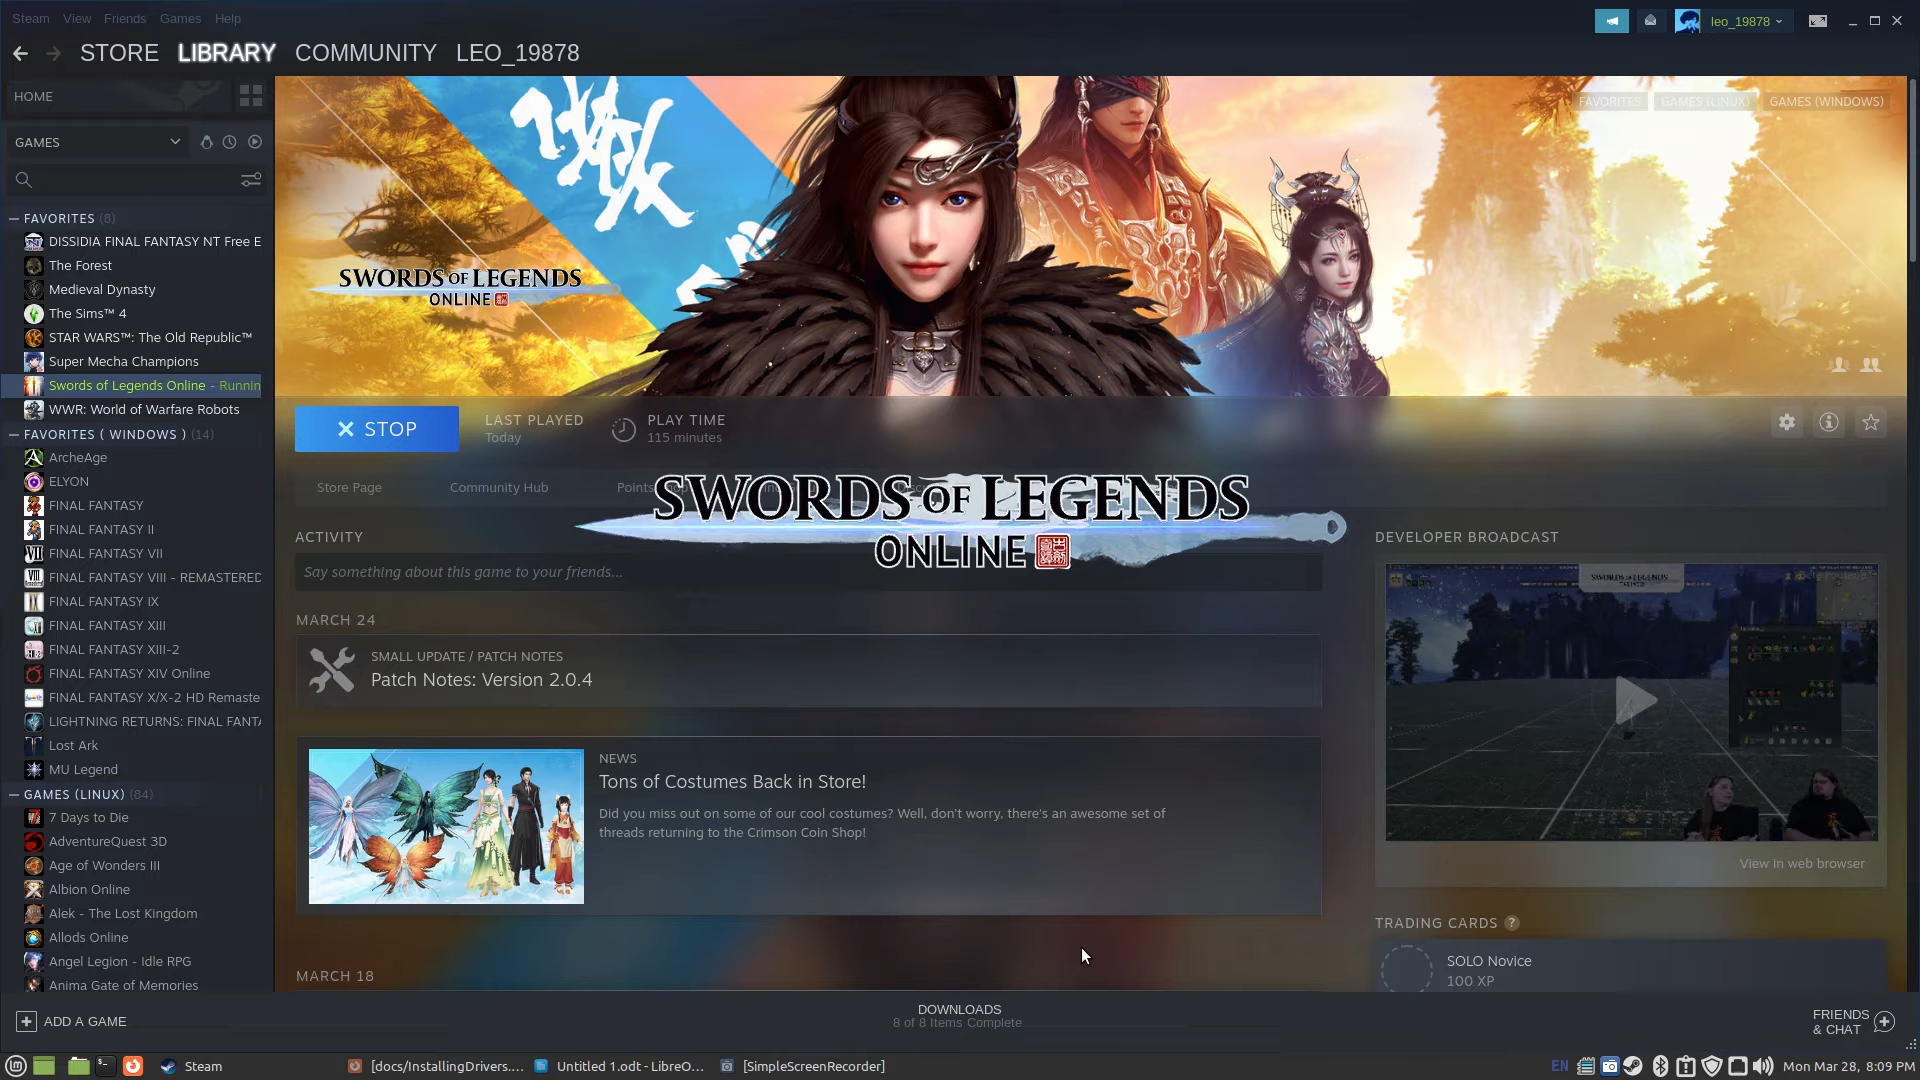 Steam View Friends Games Help
leo_19878
STORE LIBRARY COMMUNITY LEO_19878
HOME
GAMES
FAVORITES (8)
DISSIDIA FINAL FANTASY NT Free E
The Forest
Medieval Dynasty
The Sims™ 4
STAR WARS™: The Old Republic™
Super Mecha Champions
Swords of Legends Online - Runnin
WWR: World of Warfare Robots
FAVORITES ( WINDOWS ) (14)
ArcheAge
ELYON
FINAL FANTASY
FINAL FANTASY II
FINAL FANTASY VII
FINAL FANTASY VIII - REMASTERED
FINAL FANTASY IX
FINAL FANTASY XIII
FINAL FANTASY XIII-2
FINAL FANTASY XIV Online
FINAL FANTASY X/X-2 HD Remaste
LIGHTNING RETURNS: FINAL FANTA
Lost Ark
MU Legend
GAMES (LINUX) (84)
7 Days to Die
AdventureQuest 3D
Age of Wonders III
Albion Online
Alek - The Lost Kingdom
Allods Online
Angel Legion - Idle RPG
Anima Gate of Memories
FAVORITES GAMES (LINUX) GAMES (WINDOWS)
SWORDS OF LEGENDS
ONLINE
STOP
LAST PLAYED
Today
PLAY TIME
115 minutes
Store Page Community Hub
SWORDS OF LEGENDS
ONLINE
ACTIVITY
Say something about this game to your friends...
MARCH 24
SMALL UPDATE / PATCH NOTES
Patch Notes: Version 2.0.4
NEWS
Tons of Costumes Back in Store!
Did you miss out on some of our cool costumes? Well, don't worry, there's an awesome set of
threads returning to the Crimson Coin Shop!
MARCH 18
DEVELOPER BROADCAST
SWORDS OF LEGENDS
View in web browser
TRADING CARDS ?
SOLO Novice
100 XP
ADD A GAME
DOWNLOADS
8 of 8 Items Complete
FRIENDS
& CHAT
Steam
[docs/InstallingDrivers....
Untitled 1.odt - LibreO...
[SimpleScreenRecorder]
EN
Mon Mar 28, 8:09 PM